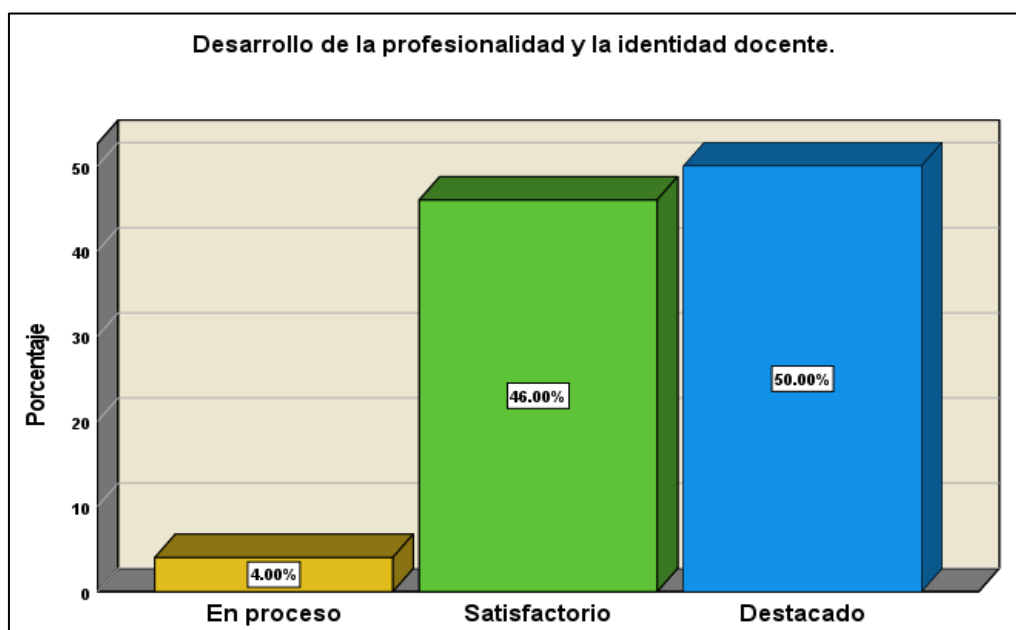 Desarrollo de la profesionalidad y la identidad docente.
50
40
30
20
10
0
Porcentaje
4.00%
46.00%
50.00%
En proceso
Satisfactorio
Destacado